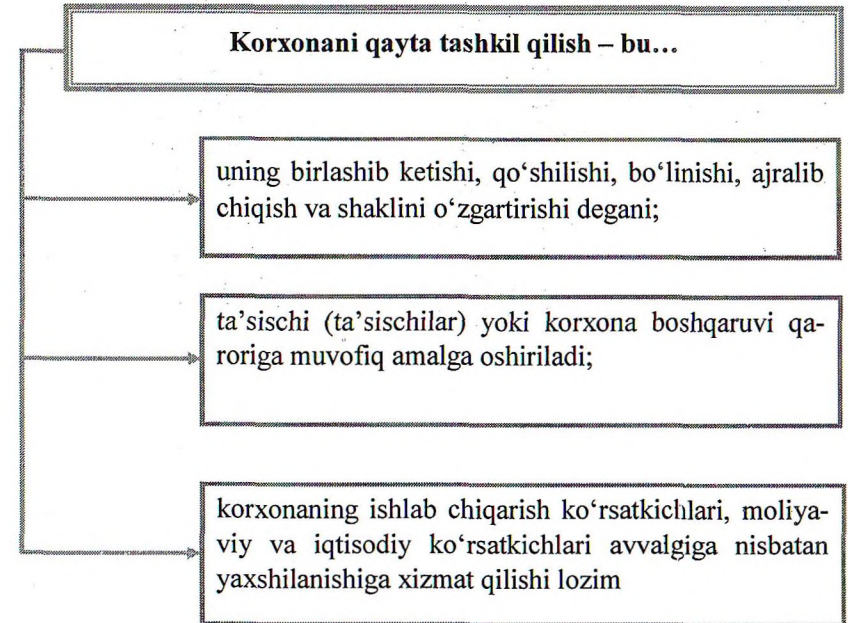 Korxonani qayta tashkil qilish – bu...
uning birlashib ketishi, qo‘shilishi, bo‘linishi, ajralib
chiqish va shaklini o‘zgartirishi degani;
ta’sischi (ta’sischilar) yoki korxona boshqaruvi qa-
roriga muvofiq amalga oshiriladi;
korxonaning ishlab chiqarish ko‘rsatkichlari, moliya-
viy va iqtisodiy ko‘rsatkichlari avvalgiga nisbatan
yaxshilanishiga xizmat qilishi lozim